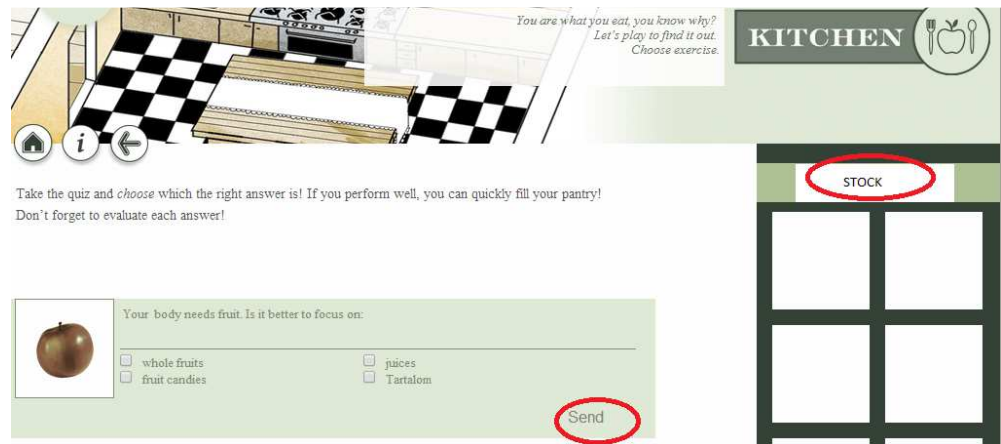 You are what you eat, you know why?
Let's play to find it out.
Choose exercise.
KITCHEN
i
Take the quiz and choose which the right answer is! If you perform well, you can quickly fill your pantry!
Don't forget to evaluate each answer!
STOCK
Your body needs fruit. Is it better to focus on:
whole fruits
juices
fruit candies
Tartalom
Send